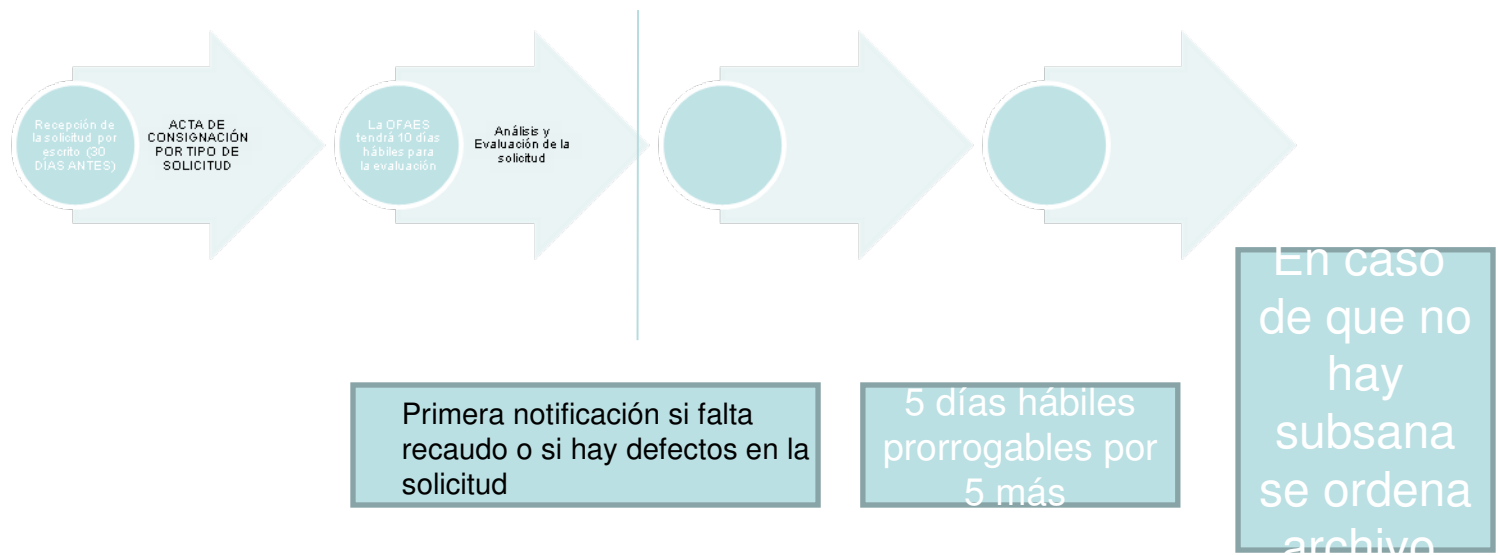 Recepción de
la solicitud por
escrito (30
DÍAS ANTES)
ACTA DE
CONSIGNACIÓN
POR TIPO DE
SOLICITUD
La OFAES
tendrá 10 días
hábiles para
la evaluación
Análisis y
Evaluación de la
solicitud
Primera notificación si falta
recaudo o si hay defectos en la
solicitud
5 días hábiles
prorrogables por
5 más
En caso
de que no
hay
subsana
se ordena
archivo